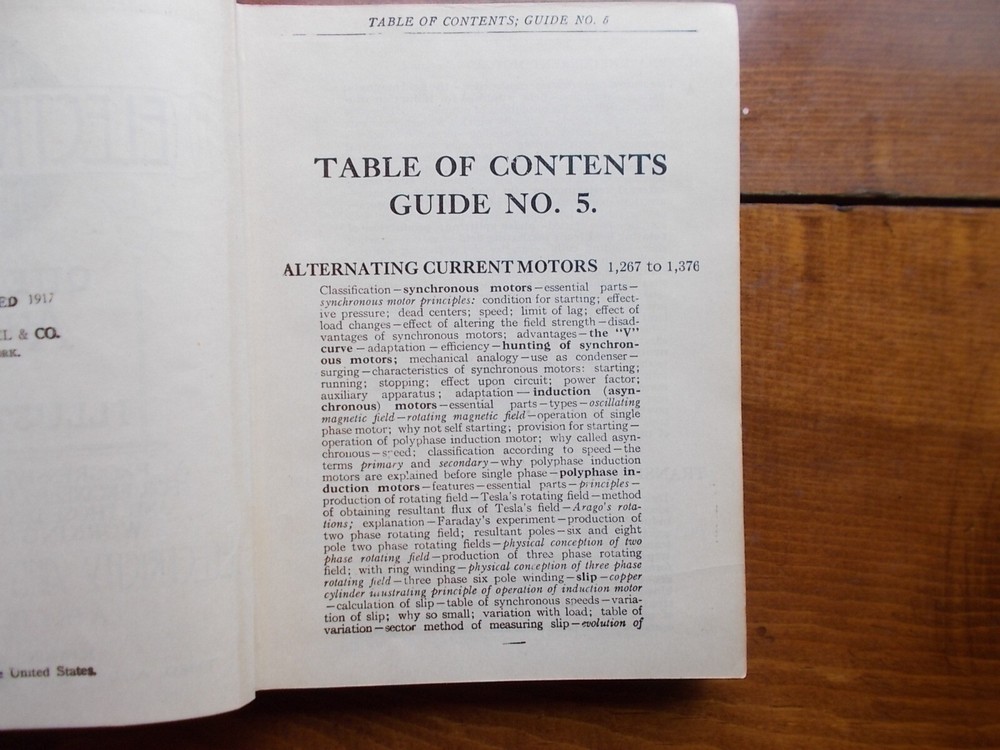 ED 1917
EL & CO.
ORK.
e United States.
TABLE OF CONTENTS; GUIDE NO. 5
TABLE OF CONTENTS
GUIDE NO. 5.
ALTERNATING CURRENT MOTORS 1,267 to 1,376
Classification—synchronous motors—essential parts—
synchronous motor principles: condition for starting; effect-
ive pressure; dead centers; speed; limit of lag; effect of
load changes—effect of altering the field strength—disad-
vantages of synchronous motors; advantages—the "V"
curve—adaptation—efficiency—hunting of synchron-
ous motors; mechanical analogy—use as condenser—
surging—characteristics of synchronous motors: starting;
running; stopping; effect upon circuit; power factor;
auxiliary apparatus; adaptation—induction (asyn-
chronous) motors—essential parts—types—oscillating
magnetic field—rotating magnetic field—operation of single
phase motor; why not self starting; provision for starting—
operation of polyphase induction motor; why called asyn-
chronous—speed; classification according to speed—the
terms primary and secondary—why polyphase induction
motors are explained before single phase—polyphase in-
duction motors—features—essential parts—principles—
production of rotating field—Tesla's rotating field—method
of obtaining resultant flux of Tesla's field—Arago's rota-
tions; explanation—Faraday's experiment—production of
two phase rotating field; resultant poles—six and eight
pole two phase rotating fields—physical conception of two
phase rotating field—production of three phase rotating
field; with ring winding—physical conception of three phase
rotating field—three phase six pole winding—slip—copper
cylinder illustrating principle of operation of induction motor
—calculation of slip—table of synchronous speeds—varia-
tion of slip; why so small; variation with load; table of
variation—sector method of measuring slip—evolution of